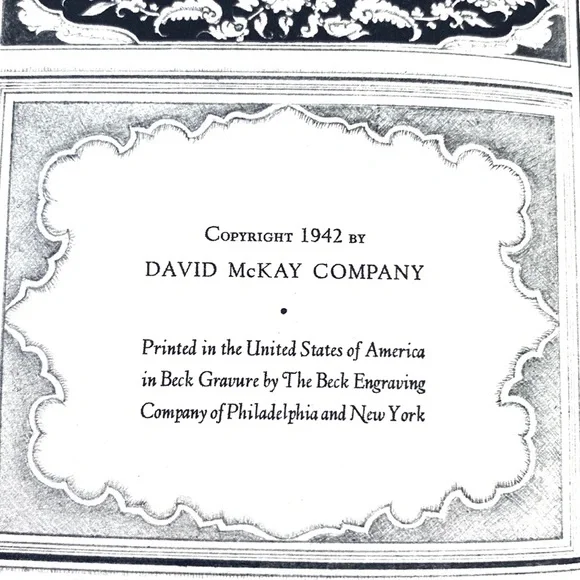 Copyright 1942 by
DAVID McKAY COMPANY
•
Printed in the United States of America
in Beck Gravure by The Beck Engraving
Company of Philadelphia and New York